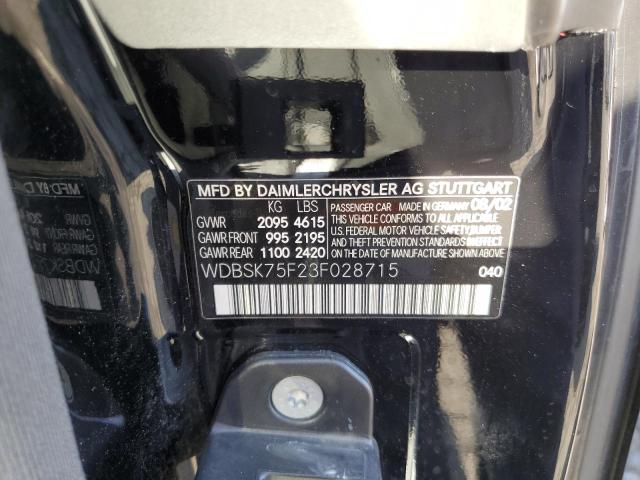 MFD BY DAIMLERCHRYSLER AG STUTTGART
KG LBS
GVWR 2095 4615
GAWR FRONT 995 2195
GAWR REAR 1100 2420
PASSENGER CAR MADE IN GERMANY 08/02
THIS VEHICLE CONFORMS TO ALL APPLICABLE
U.S. FEDERAL MOTOR VEHICLE SAFETY, BUMPER
AND THEFT PREVENTION STANDARDS IN EFFECT
ON THE DATE OF MANUFACTURE SHOWN ABOVE.
WDBSK75F23F028715
040